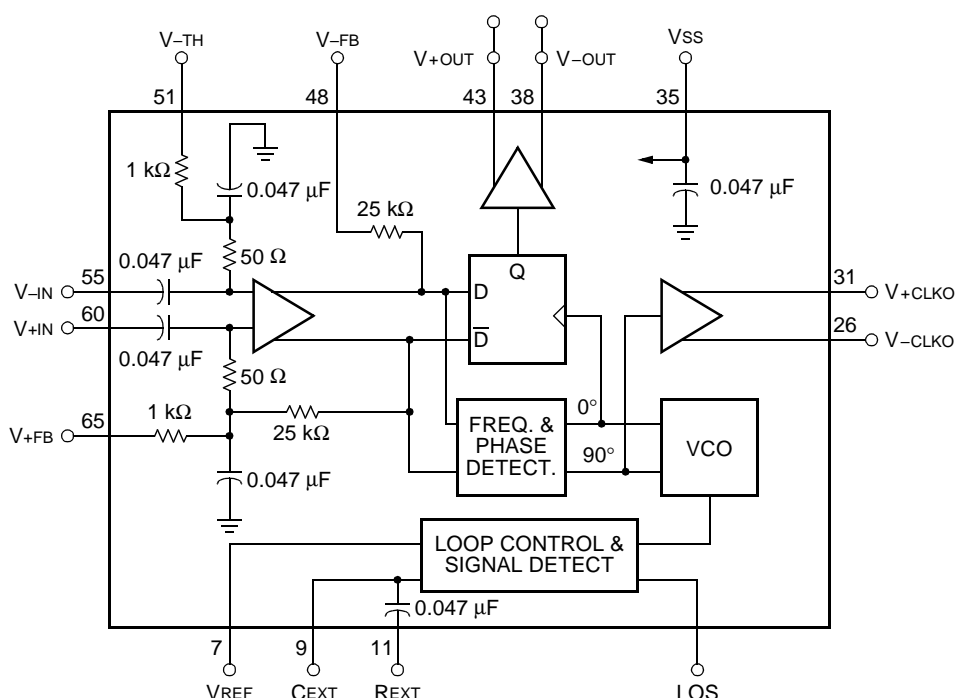 V–TH
V–FB
V+OUT
V–OUT
VSS
51
48
43
38
35
1 kΩ
0.047 µF
0.047 µF
25 kΩ
0.047 µF
50 Ω
Q
55
V–IN
D
31
V+CLKO
60
V+IN
D̅
26
V–CLKO
0.047 µF
50 Ω
0°
1 kΩ
65
V+FB
25 kΩ
FREQ. &
PHASE
DETECT.
90°
VCO
0.047 µF
LOOP CONTROL &
SIGNAL DETECT
0.047 µF
7
9
11
VREF
CEXT
REXT
LOS